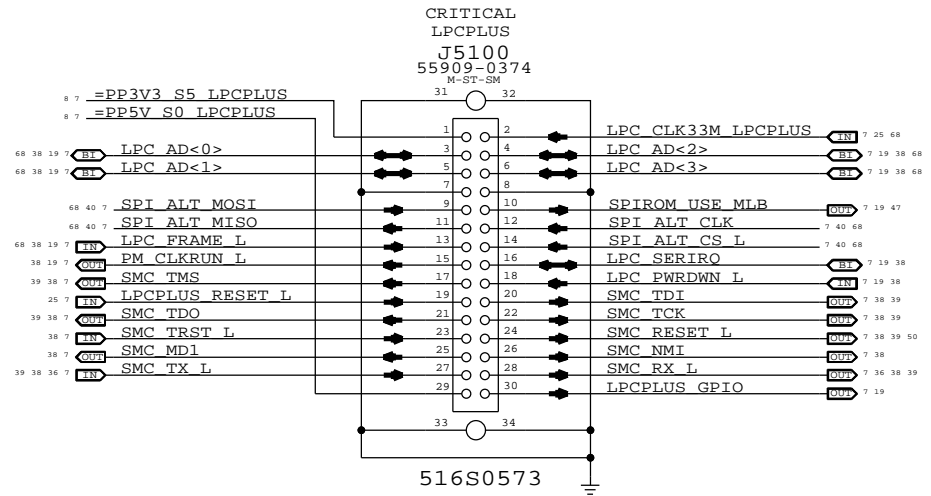 CRITICAL
LPCPLUS
J5100
55909-0374
M-ST-SM
31 32
8 7 =PP3V3_S5_LPCPLUS
8 7 =PP5V_S0_LPCPLUS
1 2 LPC_CLK33M_LPCPLUS IN 7 25 68
68 38 19 7 BI LPC_AD<0> 3 4 LPC_AD<2> BI 7 19 38 68
68 38 19 7 BI LPC_AD<1> 5 6 LPC_AD<3> BI 7 19 38 68
7 8
68 40 7 SPI_ALT_MOSI 9 10 SPIROM_USE_MLB OUT 7 19 47
68 40 7 SPI_ALT_MISO 11 12 SPI_ALT_CLK 7 40 68
68 38 19 7 IN LPC_FRAME_L 13 14 SPI_ALT_CS_L 7 40 68
38 19 7 OUT PM_CLKRUN_L 15 16 LPC_SERIRQ BI 7 19 38
39 38 7 OUT SMC_TMS 17 18 LPC_PWRDWN_L IN 7 19 38
25 7 IN LPCPLUS_RESET_L 19 20 SMC_TDI OUT 7 38 39
39 38 7 OUT SMC_TDO 21 22 SMC_TCK OUT 7 38 39
38 7 IN SMC_TRST_L 23 24 SMC_RESET_L OUT 7 38 39 50
38 7 OUT SMC_MD1 25 26 SMC_NMI OUT 7 38
39 38 36 7 IN SMC_TX_L 27 28 SMC_RX_L OUT 7 36 38 39
29 30 LPCPLUS_GPIO OUT 7 19
33 34
516S0573